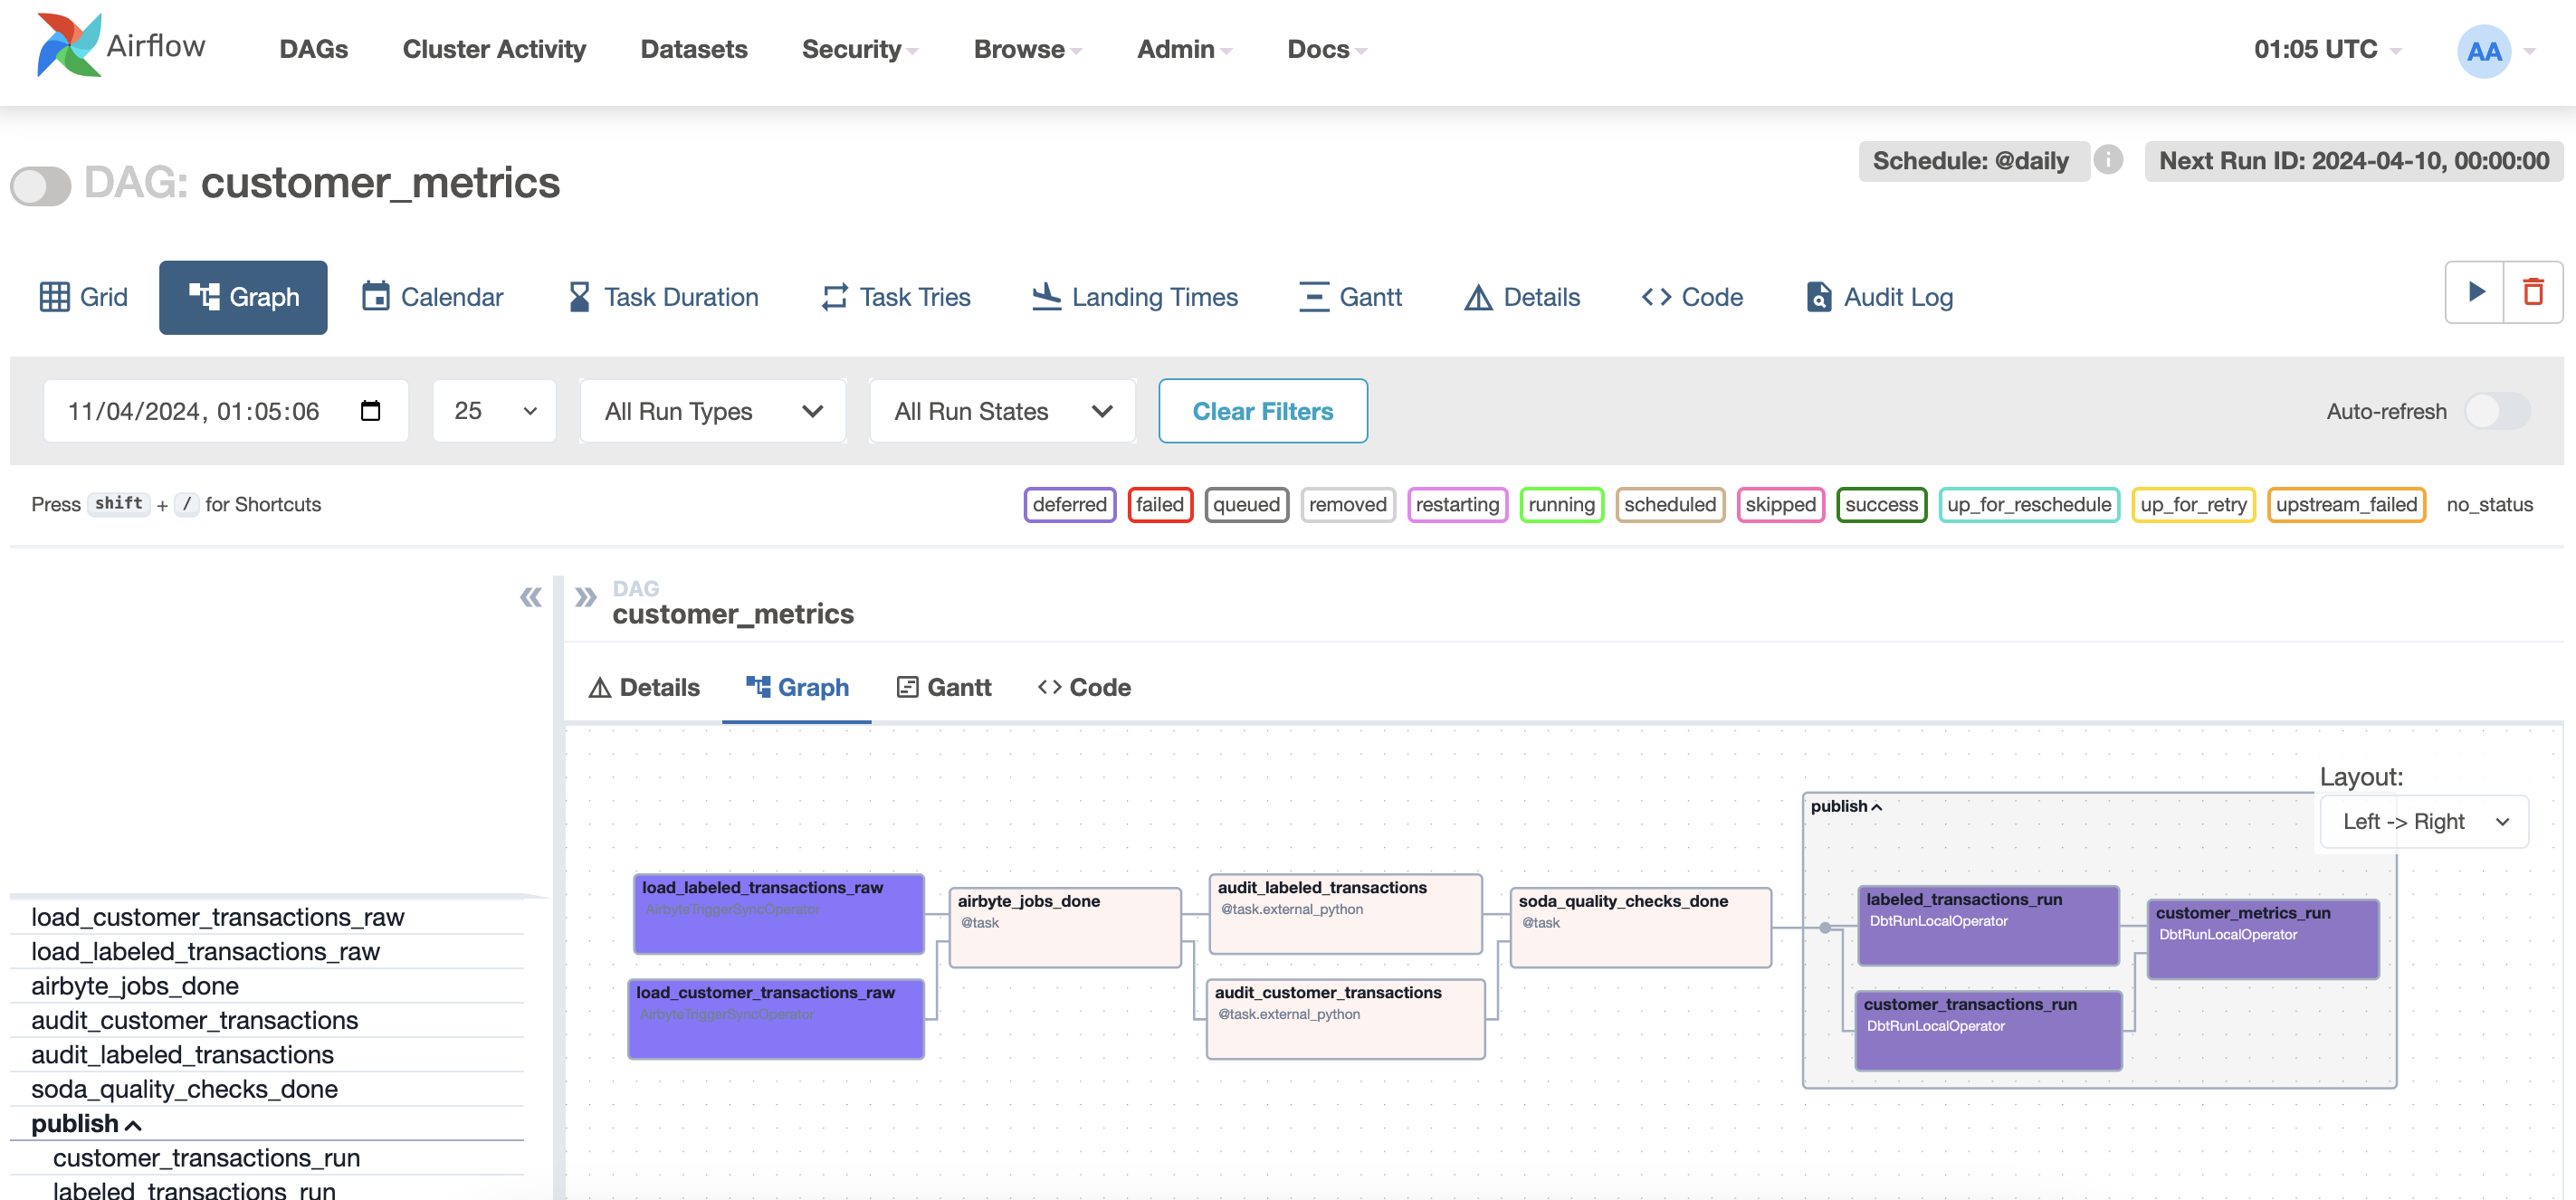 Airflow DAGs Cluster Activity Datasets Security Browse Admin Docs 01:05 UTC AA
DAG: customer_metrics Schedule: @daily i Next Run ID: 2024-04-10, 00:00:00
Grid Graph Calendar Task Duration Task Tries Landing Times Gantt Details Code Audit Log
11/04/2024, 01:05:06 25 All Run Types All Run States Clear Filters Auto-refresh
Press shift + / for Shortcuts deferred failed queued removed restarting running scheduled skipped success up_for_reschedule up_for_retry upstream_failed no_status
DAG
customer_metrics
Details Graph Gantt Code
load_customer_transactions_raw
load_labeled_transactions_raw
airbyte_jobs_done
audit_customer_transactions
audit_labeled_transactions
soda_quality_checks_done
publish
customer_transactions_run
labeled_transactions_run
load_labeled_transactions_raw
AirbyteTriggerSyncOperator
load_customer_transactions_raw
AirbyteTriggerSyncOperator
airbyte_jobs_done
@task
audit_labeled_transactions
@task.external_python
audit_customer_transactions
@task.external_python
soda_quality_checks_done
@task
publish
labeled_transactions_run
DbtRunLocalOperator
customer_transactions_run
DbtRunLocalOperator
customer_metrics_run
DbtRunLocalOperator
Layout:
Left -> Right